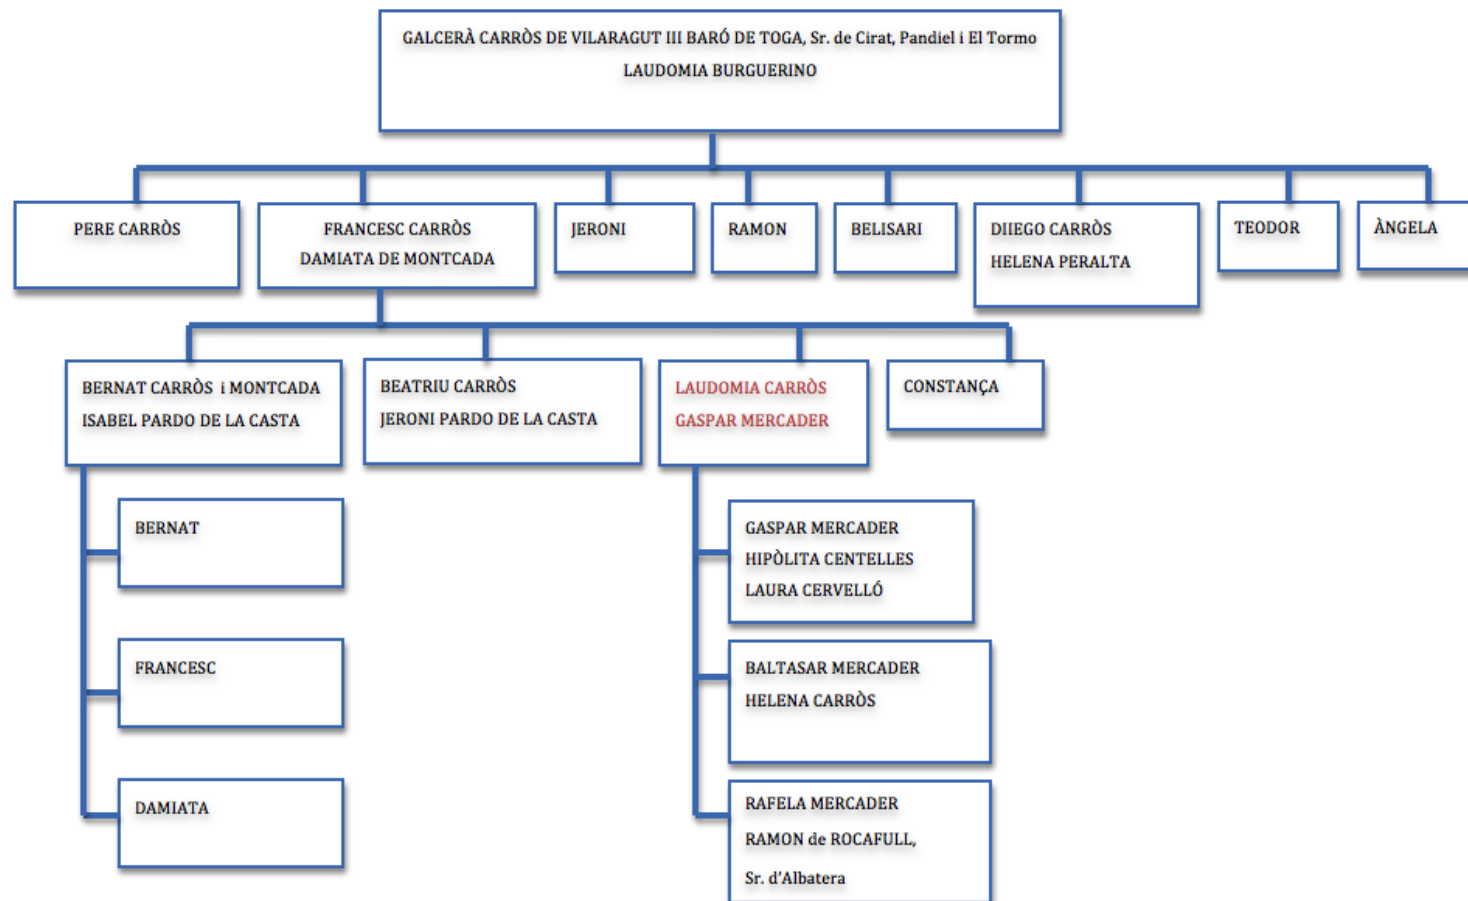 GALCERÀ CARRÒS DE VILARAGUT III BARÓ DE TOGA, Sr. de Cirat, Pandiel i El Tormo
LAUDOMIA BURGUERINO
PERE CARRÒS
FRANCESC CARRÒS
DAMIATA DE MONTCADA
JERONI
RAMON
BELISARI
DIIEGO CARRÒS
HELENA PERALTA
TEODOR
ÀNGELA
BERNAT CARRÒS i MONTCADA
ISABEL PARDO DE LA CASTA
BEATRIU CARRÒS
JERONI PARDO DE LA CASTA
LAUDOMIA CARRÒS
GASPAR MERCADER
CONSTANÇA
BERNAT
FRANCESC
DAMIATA
GASPAR MERCADER
HIPÒLITA CENTELLES
LAURA CERVELLÓ
BALTASAR MERCADER
HELENA CARRÒS
RAFELA MERCADER
RAMON de ROCAFULL,
Sr. d'Albatera